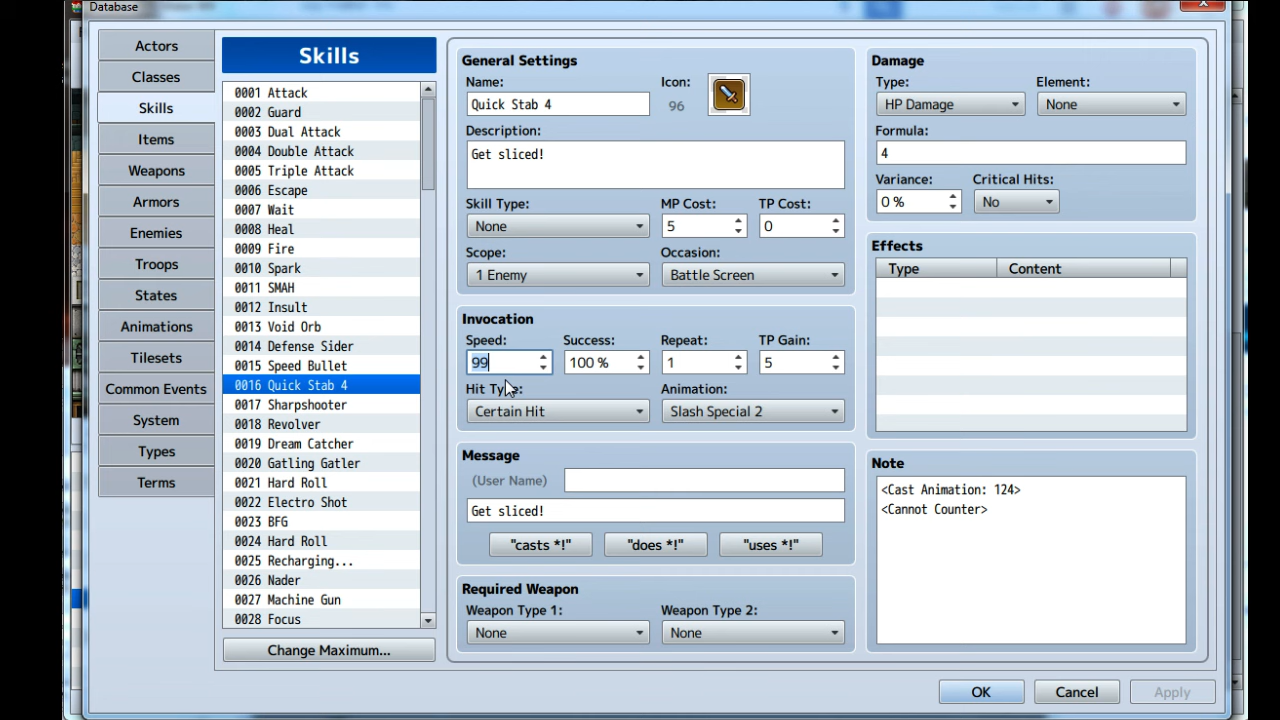 Database
Actors
Classes
Skills
Items
Weapons
Armors
Enemies
Troops
States
Animations
Tilesets
Common Events
System
Types
Terms
Skills
0001 Attack
0002 Guard
0003 Dual Attack
0004 Double Attack
0005 Triple Attack
0006 Escape
0007 Wait
0008 Heal
0009 Fire
0010 Spark
0011 SMAH
0012 Insult
0013 Void Orb
0014 Defense Sider
0015 Speed Bullet
0016 Quick Stab 4
0017 Sharpshooter
0018 Revolver
0019 Dream Catcher
0020 Gatling Gatler
0021 Hard Roll
0022 Electro Shot
0023 BFG
0024 Hard Roll
0025 Recharging...
0026 Nader
0027 Machine Gun
0028 Focus
Change Maximum...
General Settings
Name: Icon:
Quick Stab 4 96
Description:
Get sliced!
Skill Type: MP Cost: TP Cost:
None 5 0
Scope: Occasion:
1 Enemy Battle Screen
Invocation
Speed: Success: Repeat: TP Gain:
99 100 % 1 5
Hit Type: Animation:
Certain Hit Slash Special 2
Message
(User Name)
Get sliced!
"casts *!" "does *!" "uses *!"
Required Weapon
Weapon Type 1: Weapon Type 2:
None None
Damage
Type: Element:
HP Damage None
Formula:
4
Variance: Critical Hits:
0 % No
Effects
Type Content
Note
<Cast Animation: 124>
<Cannot Counter>
OK Cancel Apply